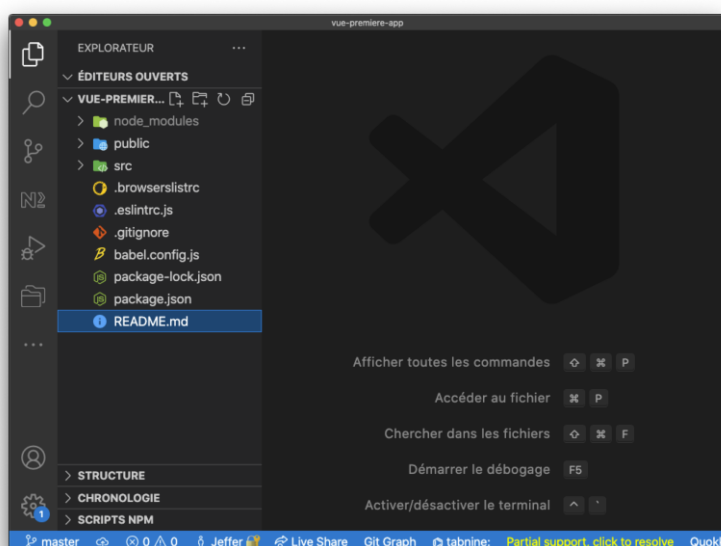 vue-premiere-app
EXPLORATEUR
ÉDITEURS OUVERTS
VUE-PREMIER...
node_modules
public
src
.browserslistrc
.eslintrc.js
.gitignore
babel.config.js
package-lock.json
package.json
README.md
Afficher toutes les commandes ⇧ ⌘ P
Accéder au fichier ⌘ P
Chercher dans les fichiers ⇧ ⌘ F
Démarrer le débogage F5
Activer/désactiver le terminal ^ `
STRUCTURE
CHRONOLOGIE
SCRIPTS NPM
1
master 0 0 Jeffer Live Share Git Graph tabnine: Partial support, click to resolve Quok